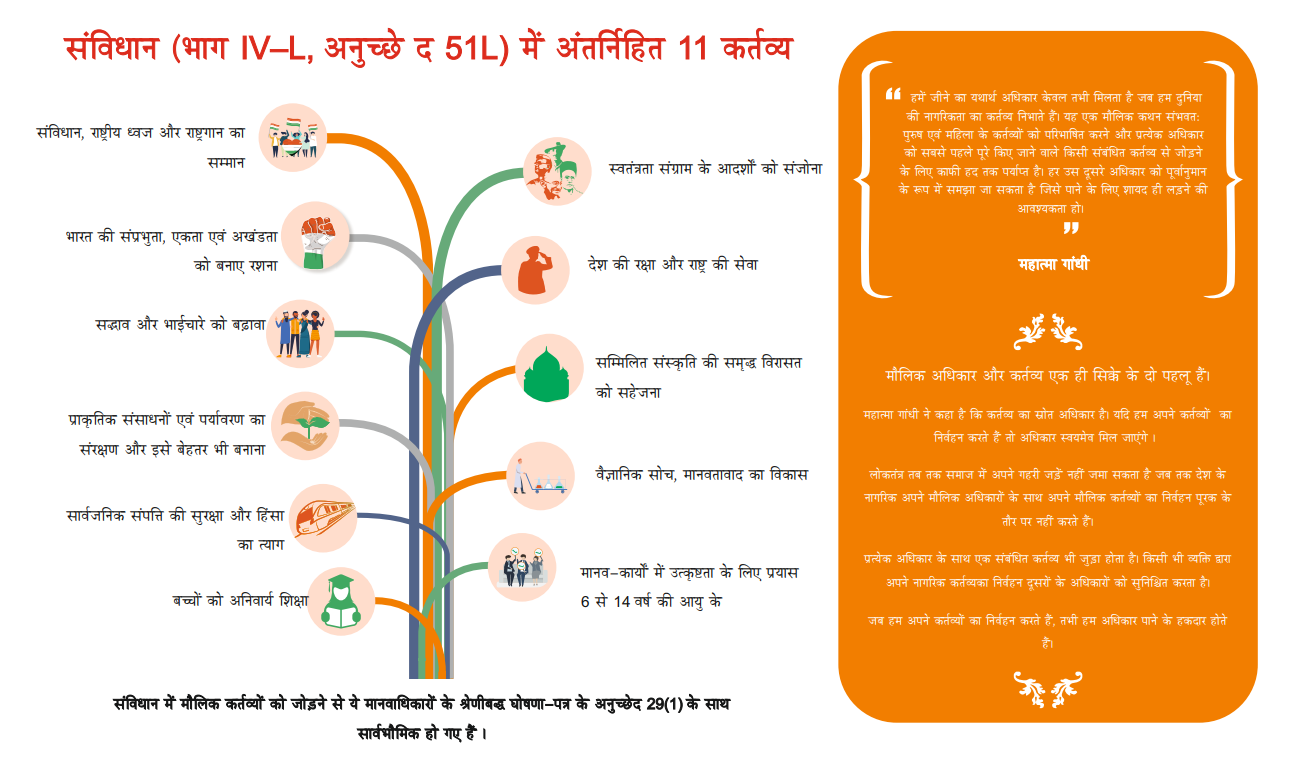 संविधान (भाग IV–L, अनुच्छे द 51L) में अंतर्निहित 11 कर्तव्य
संविधान, राष्ट्रीय ध्वज और राष्ट्रगान का
सम्मान
भारत की संप्रभुता, एकता एवं अखंडता
को बनाए रशना
सद्भाव और भाईचारे को बढ़ावा
प्राकृतिक संसाधनों एवं पर्यावरण का
संरक्षण और इसे बेहतर भी बनाना
सार्वजनिक संपत्ति की सुरक्षा और हिंसा
का त्याग
बच्चों को अनिवार्य शिक्षा
स्वतंत्रता संग्राम के आदर्शों को संजोना
देश की रक्षा और राष्ट्र की सेवा
सम्मिलित संस्कृति की समृद्ध विरासत
को सहेजना
वैज्ञानिक सोच, मानवतावाद का विकास
मानव–कार्यों में उत्कृष्टता के लिए प्रयास
6 से 14 वर्ष की आयु के
संविधान में मौलिक कर्तव्यों को जोड़ने से ये मानवाधिकारों के श्रेणीबद्ध घोषणा–पत्र के अनुच्छेद 29(1) के साथ
सार्वभौमिक हो गए हैं ।
“ हमें जीने का यथार्थ अधिकार केवल तभी मिलता है जब हम दुनिया
की नागरिकता का कर्तव्य निभाते हैं। यह एक मौलिक कथन संभवत:
पुरुष एवं महिला के कर्तव्यों को परिभाषित करने और प्रत्येक अधिकार
को सबसे पहले पूरे किए जाने वाले किसी संबंधित कर्तव्य से जोड़ने
के लिए काफी हद तक पर्याप्त है। हर उस दूसरे अधिकार को पूर्वानुमान
के रूप में समझा जा सकता है जिसे पाने के लिए शायद ही लड़ने की
आवश्यकता हो।
”
महात्मा गांधी
मौलिक अधिकार और कर्तव्य एक ही सिक्के के दो पहलू हैं।
महात्मा गांधी ने कहा है कि कर्तव्य का स्रोत अधिकार है। यदि हम अपने कर्तव्यों का
निर्वहन करते हैं तो अधिकार स्वयमेव मिल जाएंगे ।
लोकतंत्र तब तक समाज में अपने गहरी जड़ें नहीं जमा सकता है जब तक देश के
नागरिक अपने मौलिक अधिकारों के साथ अपने मौलिक कर्तव्यों का निर्वहन पूरक के
तौर पर नहीं करते हैं।
प्रत्येक अधिकार के साथ एक संबंधित कर्तव्य भी जुड़ा होता है। किसी भी व्यक्ति द्वारा
अपने नागरिक कर्तव्यका निर्वहन दूसरों के अधिकारों को सुनिश्चित करता है।
जब हम अपने कर्तव्यों का निर्वहन करते हैं, तभी हम अधिकार पाने के हकदार होते
हैं।